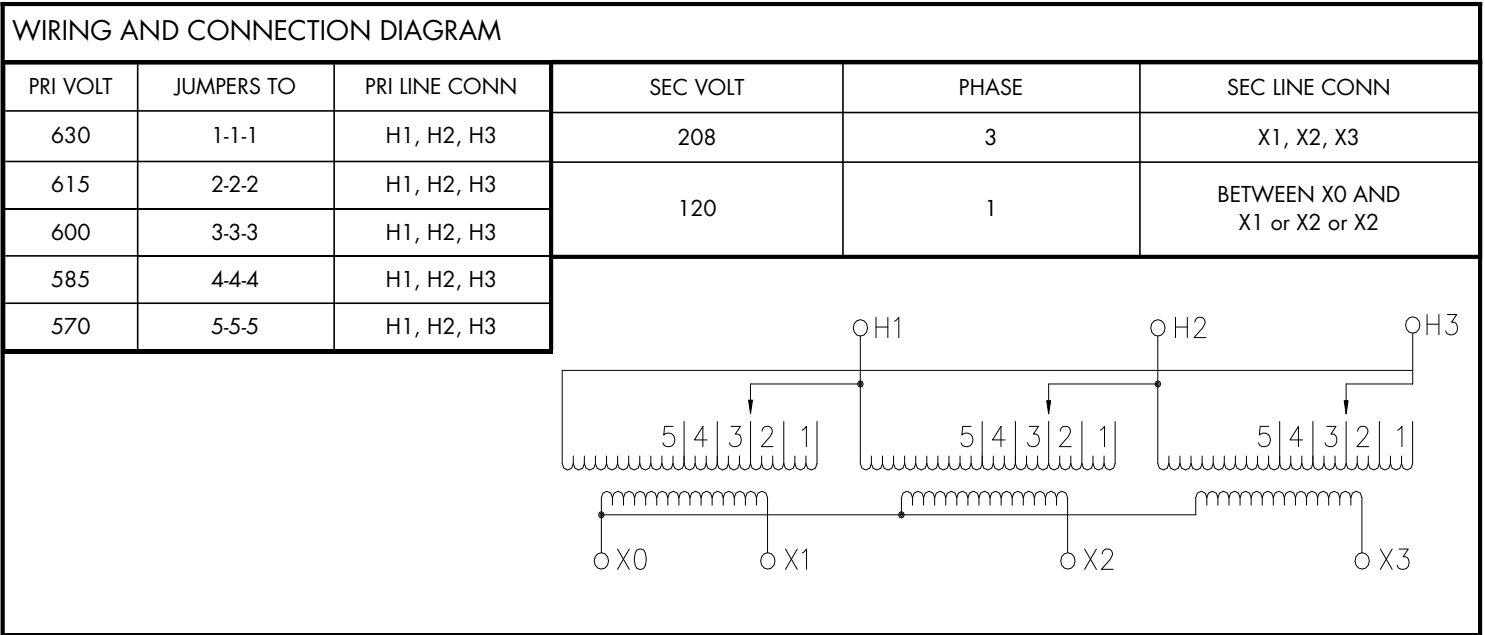 WIRING AND CONNECTION DIAGRAM
PRI VOLT JUMPERS TO PRI LINE CONN
630 1-1-1 H1, H2, H3
615 2-2-2 H1, H2, H3
600 3-3-3 H1, H2, H3
585 4-4-4 H1, H2, H3
570 5-5-5 H1, H2, H3
SEC VOLT PHASE SEC LINE CONN
208 3 X1, X2, X3
120 1 BETWEEN X0 AND
X1 or X2 or X2
H1 H2 H3
5 4 3 2 1 5 4 3 2 1 5 4 3 2 1
X0 X1 X2 X3